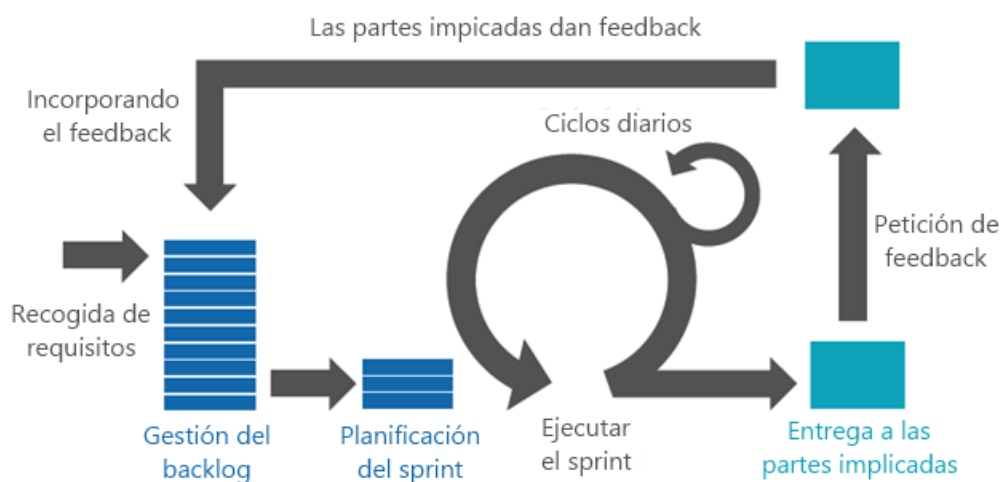 Las partes impicadas dan feedback
Incorporando
el feedback
Ciclos diarios
Petición de
feedback
Recogida de
requisitos
Gestión del
backlog
Planificación
del sprint
Ejecutar
el sprint
Entrega a las
partes implicadas